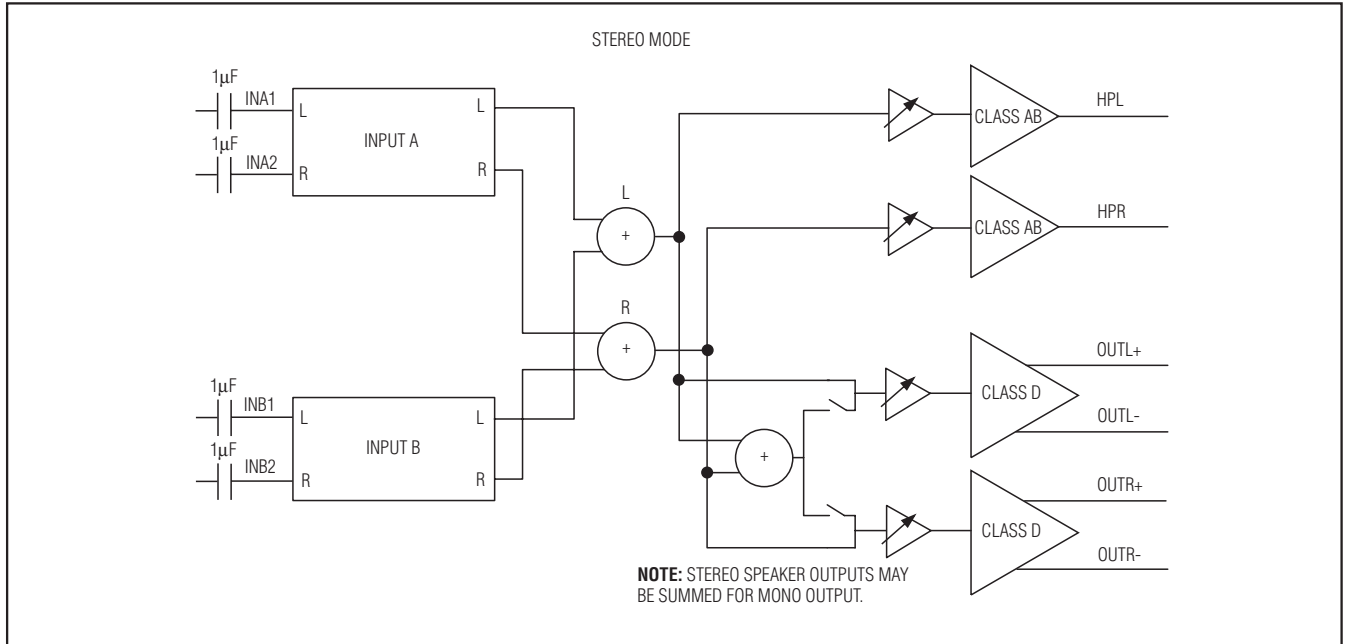 STEREO MODE
1μF
INA1
L
L
INPUT A
1μF
INA2
R
R
1μF
INB1
L
L
INPUT B
1μF
INB2
R
R
L
+
R
+
+
CLASS AB
HPL
CLASS AB
HPR
CLASS D
OUTL+
OUTL-
CLASS D
OUTR+
OUTR-
NOTE: STEREO SPEAKER OUTPUTS MAY
BE SUMMED FOR MONO OUTPUT.